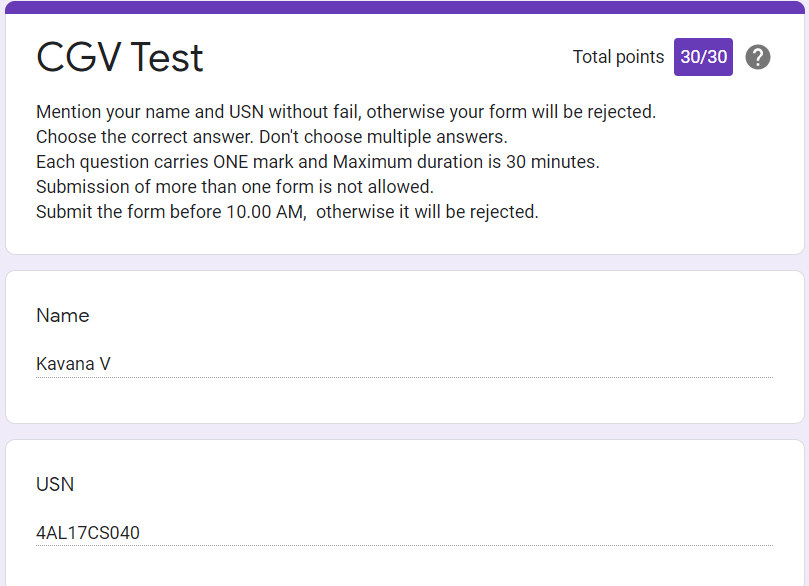 CGV Test
Total points 30/30 ?
Mention your name and USN without fail, otherwise your form will be rejected.
Choose the correct answer. Don't choose multiple answers.
Each question carries ONE mark and Maximum duration is 30 minutes.
Submission of more than one form is not allowed.
Submit the form before 10.00 AM,  otherwise it will be rejected.
Name
Kavana V
USN
4AL17CS040